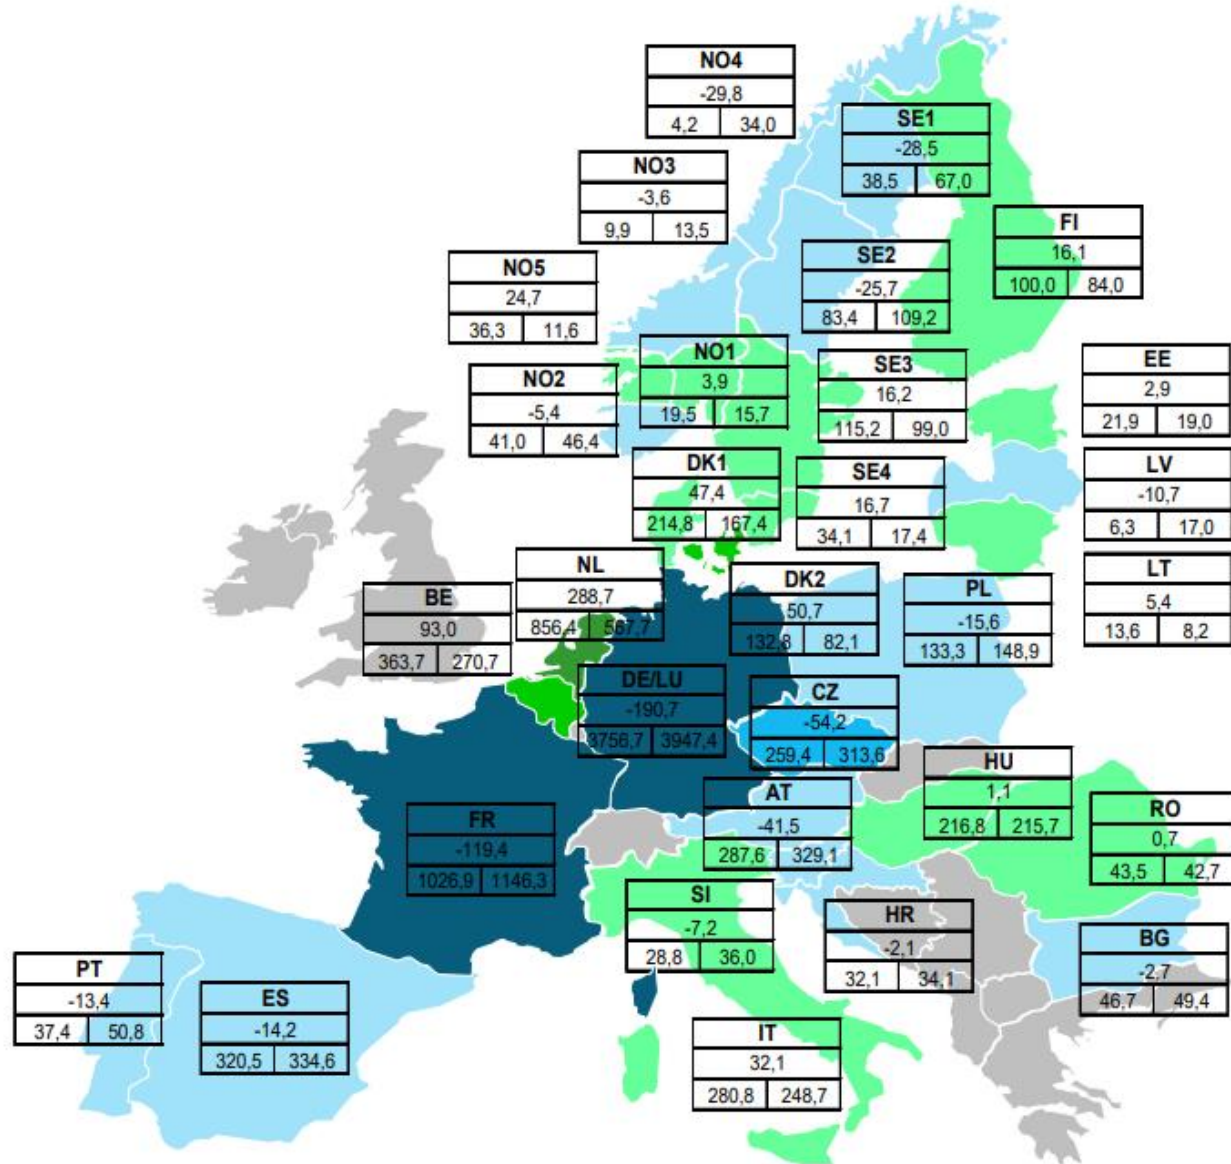 NO4
-29,8
4,2 34,0
SE1
-28,5
38,5 67,0
NO3
-3,6
9,9 13,5
FI
16,1
100,0 84,0
SE2
-25,7
83,4 109,2
NO5
24,7
36,3 11,6
NO1
3,9
19,5 15,7
SE3
16,2
115,2 99,0
EE
2,9
21,9 19,0
NO2
-5,4
41,0 46,4
DK1
47,4
214,8 167,4
SE4
16,7
34,1 17,4
LV
-10,7
6,3 17,0
NL
288,7
856,4 567,7
LT
5,4
13,6 8,2
DK2
50,7
132,8 82,1
PL
-15,6
133,3 148,9
BE
93,0
363,7 270,7
DE/LU
-190,7
3756,7 3947,4
CZ
-54,2
259,4 313,6
HU
1,1
216,8 215,7
AT
-41,5
287,6 329,1
RO
0,7
43,5 42,7
FR
-119,4
1026,9 1146,3
SI
-7,2
28,8 36,0
HR
-2,1
32,1 34,1
BG
-2,7
46,7 49,4
PT
-13,4
37,4 50,8
ES
-14,2
320,5 334,6
IT
32,1
280,8 248,7